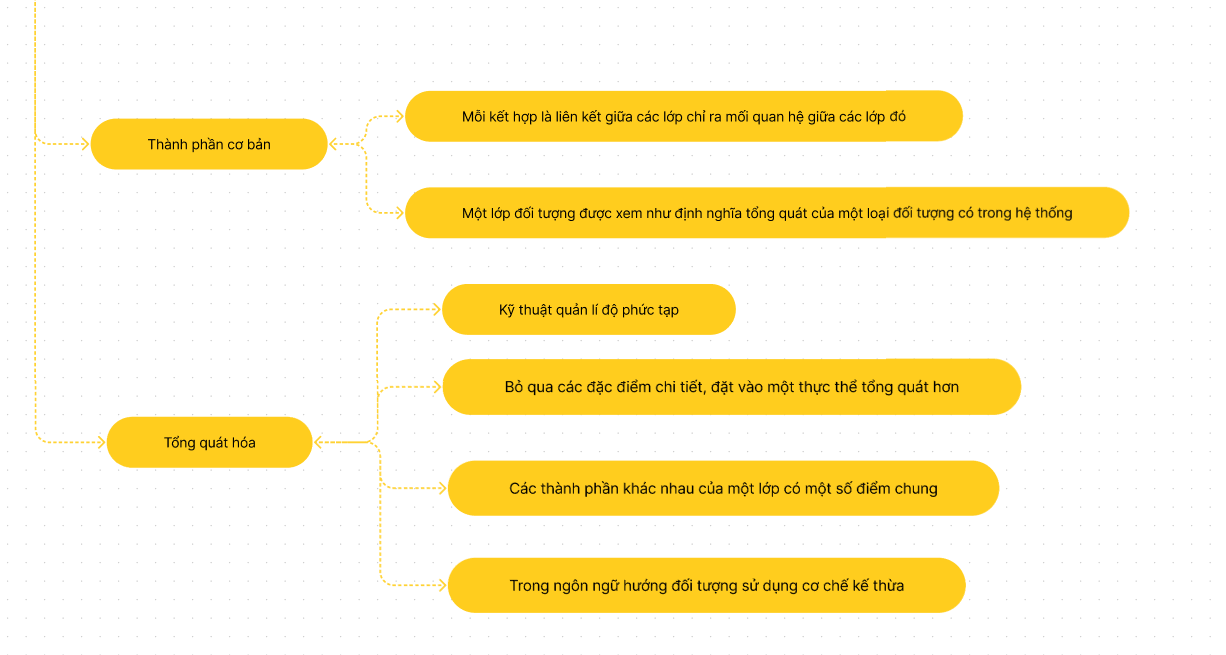 Mỗi kết hợp là liên kết giữa các lớp chỉ ra mối quan hệ giữa các lớp đó
Thành phần cơ bản
Một lớp đối tượng được xem như định nghĩa tổng quát của một loại đối tượng có trong hệ thống
Kỹ thuật quản lí độ phức tạp
Bỏ qua các đặc điểm chi tiết, đặt vào một thực thể tổng quát hơn
Tổng quát hóa
Các thành phần khác nhau của một lớp có một số điểm chung
Trong ngôn ngữ hướng đối tượng sử dụng cơ chế kế thừa